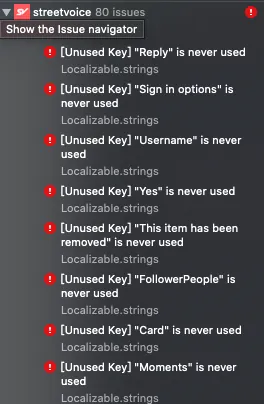 streetvoice 80 issues
Show the Issue navigator
[Unused Key] "Reply" is never used
Localizable.strings
[Unused Key] "Sign in options" is
never used
Localizable.strings
[Unused Key] "Username" is never
used
Localizable.strings
[Unused Key] "Yes" is never used
Localizable.strings
[Unused Key] "This item has been
removed" is never used
Localizable.strings
[Unused Key] "FollowerPeople" is
never used
Localizable.strings
[Unused Key] "Card" is never used
Localizable.strings
[Unused Key] "Moments" is never
used
Localizable.strings